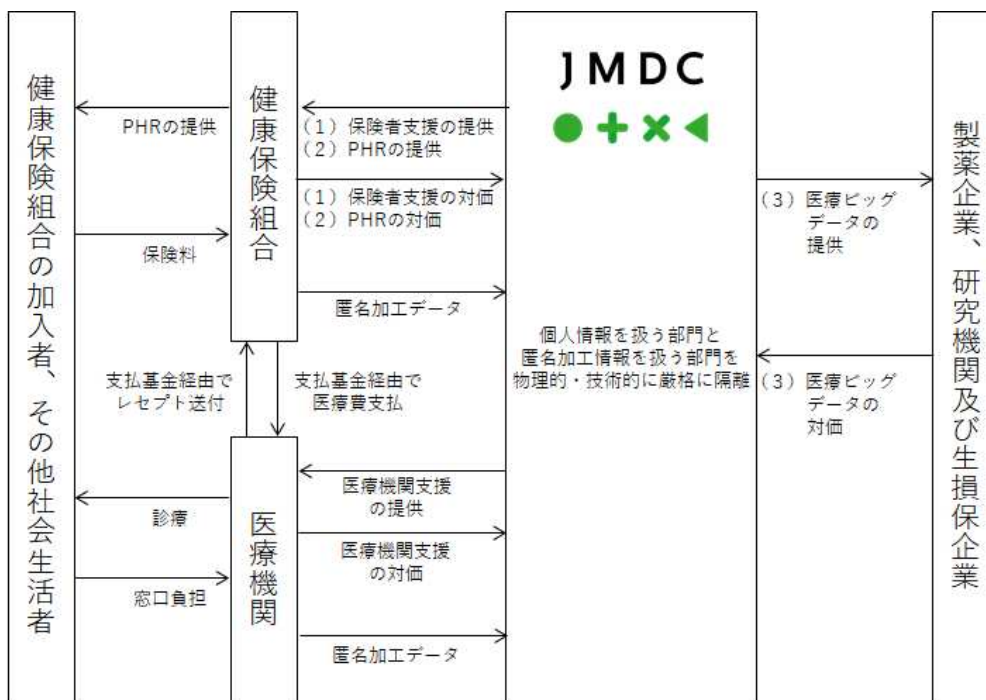 健康保険組合の加入者、その他社会生活者
PHRの提供
保険料
健康保険組合
（１）保険者支援の提供
（２）PHRの提供
（１）保険者支援の対価
（２）PHRの対価
匿名加工データ
支払基金経由で
レセプト送付
支払基金経由で
医療費支払
診療
窓口負担
医療機関
医療機関支援
の提供
医療機関支援
の対価
匿名加工データ
JMDC
個人情報を扱う部門と
匿名加工情報を扱う部門を
物理的・技術的に厳格に隔離
（３）医療ビッグ
データの
提供
（３）医療ビッグ
データの
対価
製薬企業、研究機関及び生損保企業